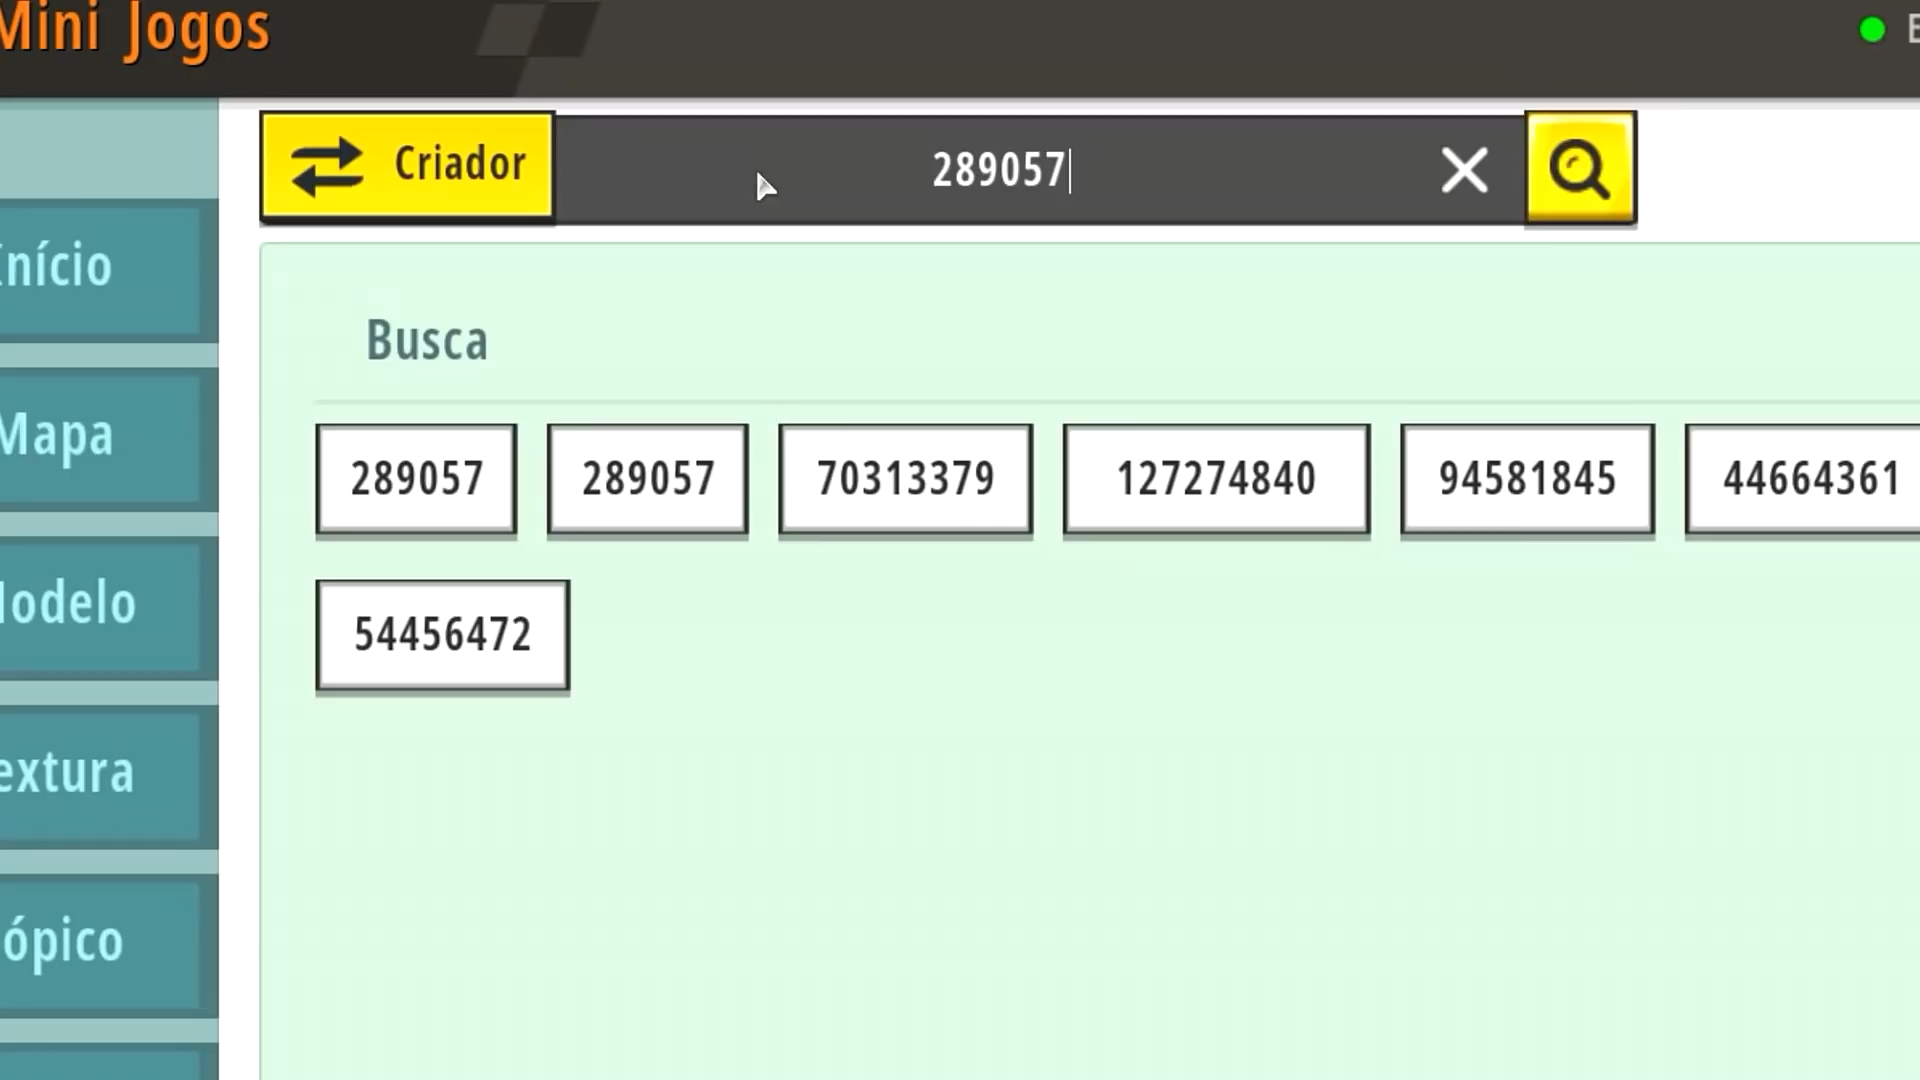 Mini Jogos
Criador
289057
Início
Busca
Mapa
289057 289057 70313379 127274840 94581845 44664361
odelo
54456472
extura
ópico